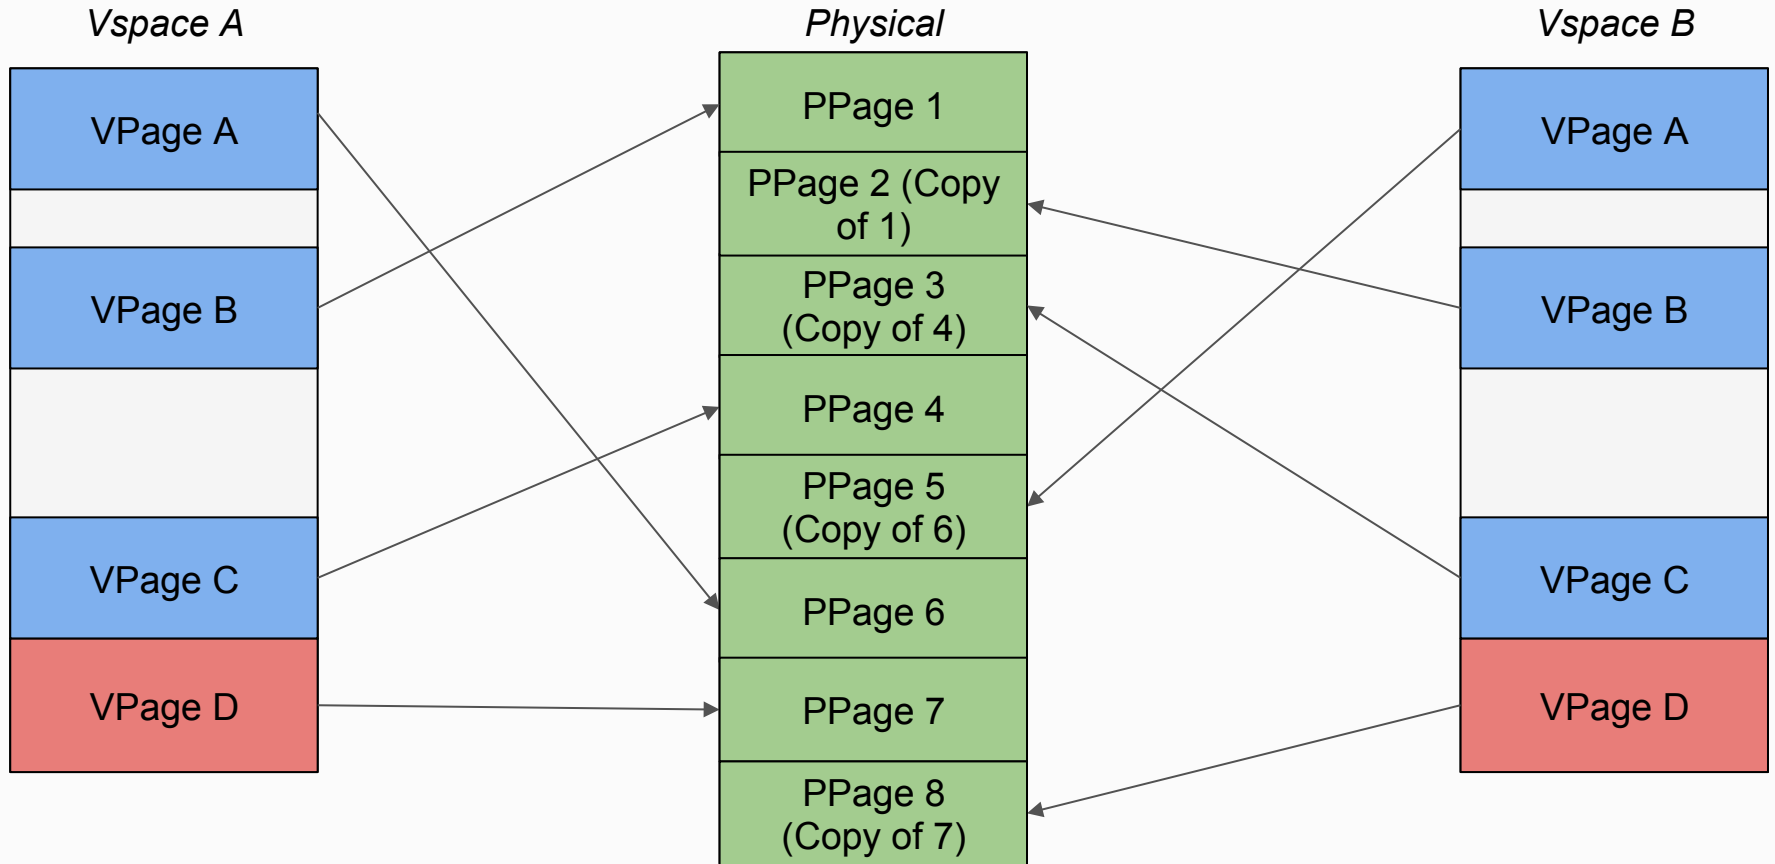 Vspace A
Physical
Vspace B
VPage A
VPage B
VPage C
VPage D
PPage 1
PPage 2 (Copy
of 1)
PPage 3
(Copy of 4)
PPage 4
PPage 5
(Copy of 6)
PPage 6
PPage 7
PPage 8
(Copy of 7)
VPage A
VPage B
VPage C
VPage D